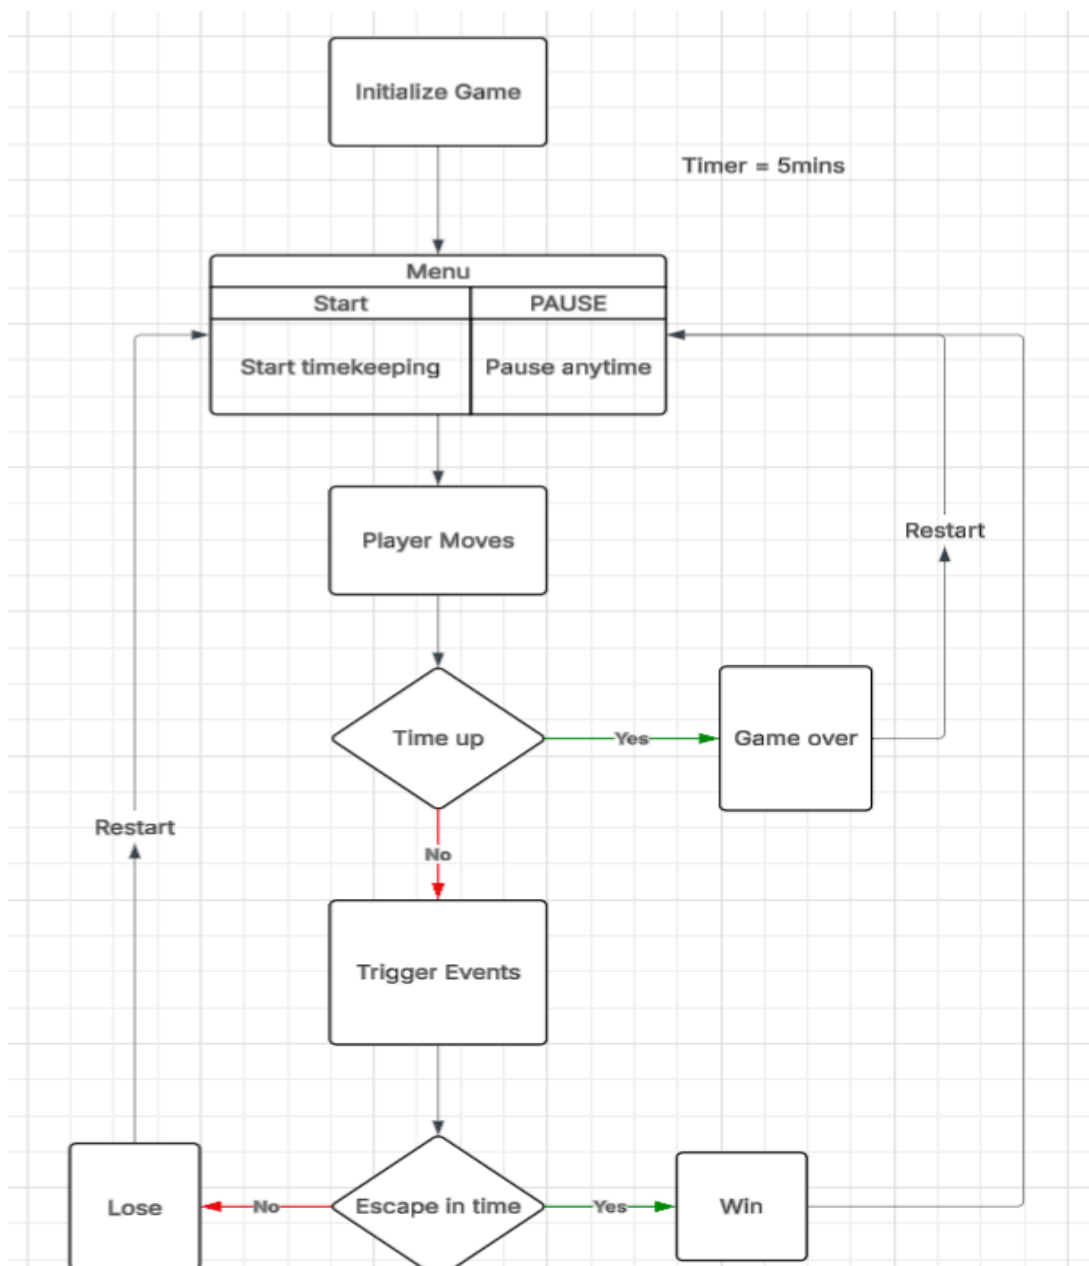 Initialize Game
Timer = 5mins
Menu
Start
PAUSE
Start timekeeping
Pause anytime
Player Moves
Restart
Time up
Yes
Game over
Restart
No
Trigger Events
Lose
No
Escape in time
Yes
Win